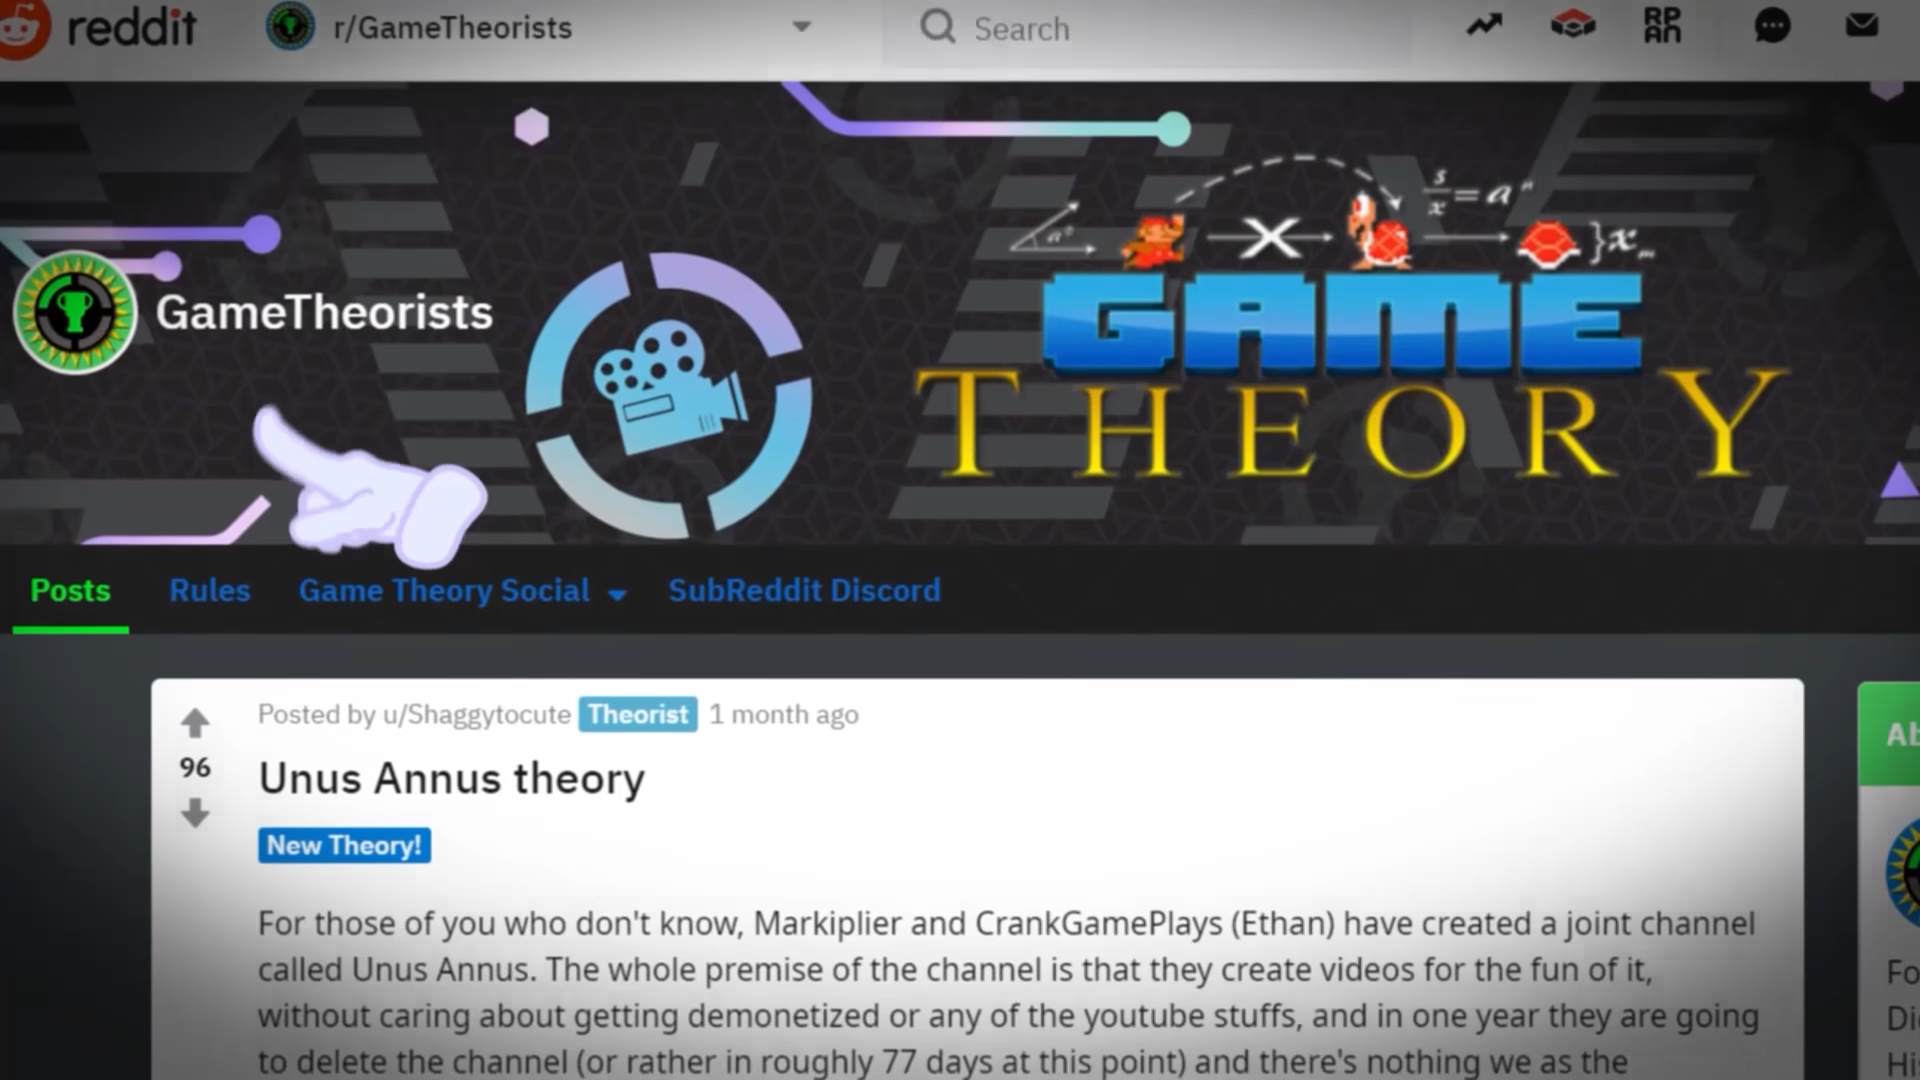 reddit
r/GameTheorists
Search
RP
AN
GameTheorists
GAME
THEORY
Posts
Rules
Game Theory Social
SubReddit Discord
Posted by u/Shaggytocute Theorist 1 month ago
96
Unus Annus theory
New Theory!
For those of you who don't know, Markiplier and CrankGamePlays (Ethan) have created a joint channel
called Unus Annus. The whole premise of the channel is that they create videos for the fun of it,
without caring about getting demonetized or any of the youtube stuffs, and in one year they are going
to delete the channel (or rather in roughly 77 days at this point) and there's nothing we as the